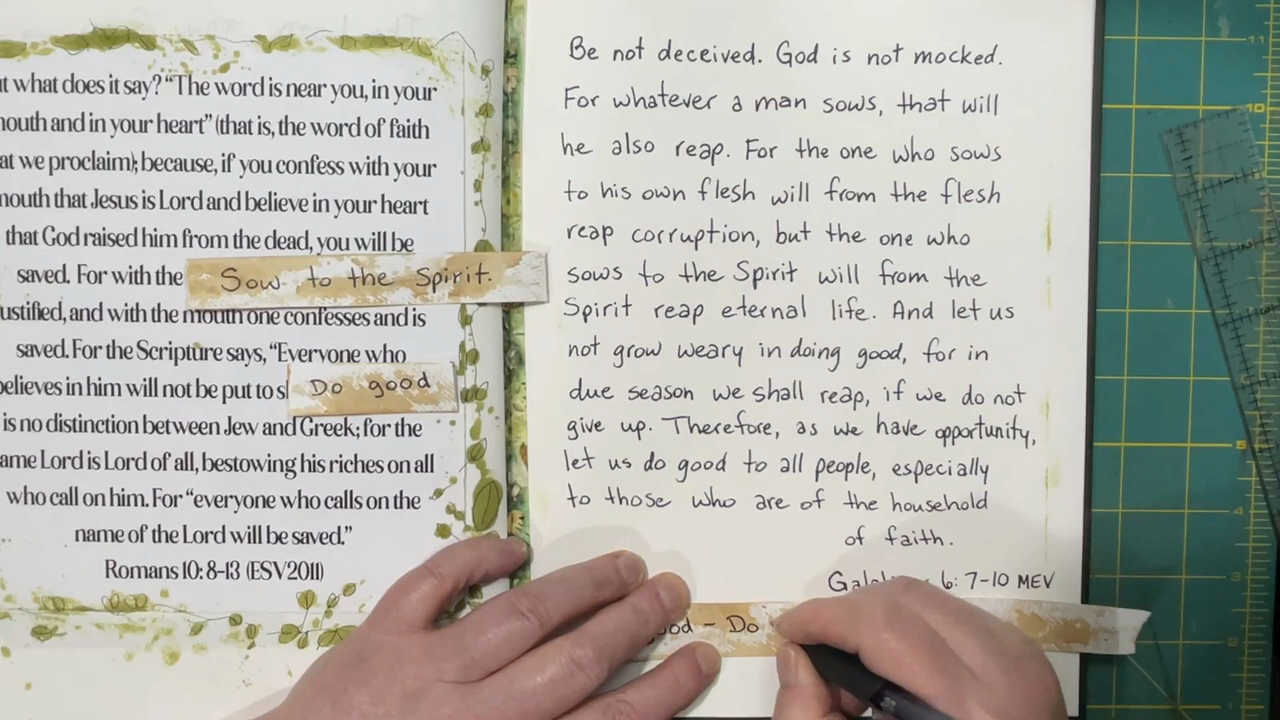 what does it say? "The word is near you, in your
and in your heart" (that is, the word of faith
we proclaim); because, if you confess with your
that Jesus is Lord and believe in your heart
that God raised him from the dead, you will be
saved. For with the
Sow to the Spirit.
and with the mouth one confesses and is
saved. For the Scripture says, "Everyone who
in him will not be put to
Do good
is no distinction between Jew and Greek; for the
Lord is Lord of all, bestowing his riches on all
who call on him. For "everyone who calls on the
name of the Lord will be saved."
Romans 10: 8-13 (ESV2011)
Be not deceived. God is not mocked.
For whatever a man sows, that will
he also reap. For the one who sows
to his own flesh will from the flesh
reap corruption, but the one who
sows to the Spirit will from the
Spirit reap eternal life. And let us
not grow weary in doing good, for in
due season we shall reap, if we do not
give up. Therefore, as we have opportunity,
let us do good to all people, especially
to those who are of the household
of faith.
6: 7-10 MEV
- Do
11
10
5
3